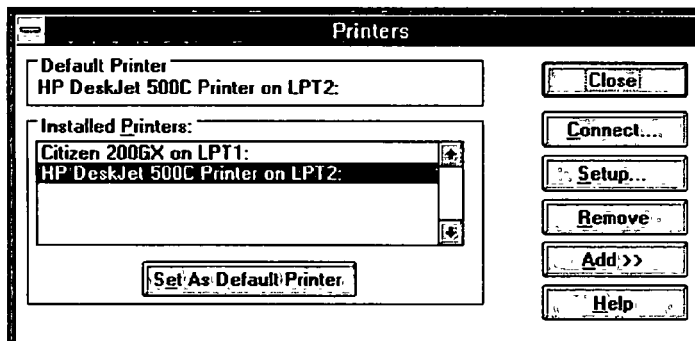 Printers
Default Printer
HP DeskJet 500C Printer on LPT2:
Installed Printers:
Citizen 200GX on LPT1:
HP DeskJet 500C Printer on LPT2:
Set As Default Printer
Close
Connect...
Setup...
Remove
Add >>
Help